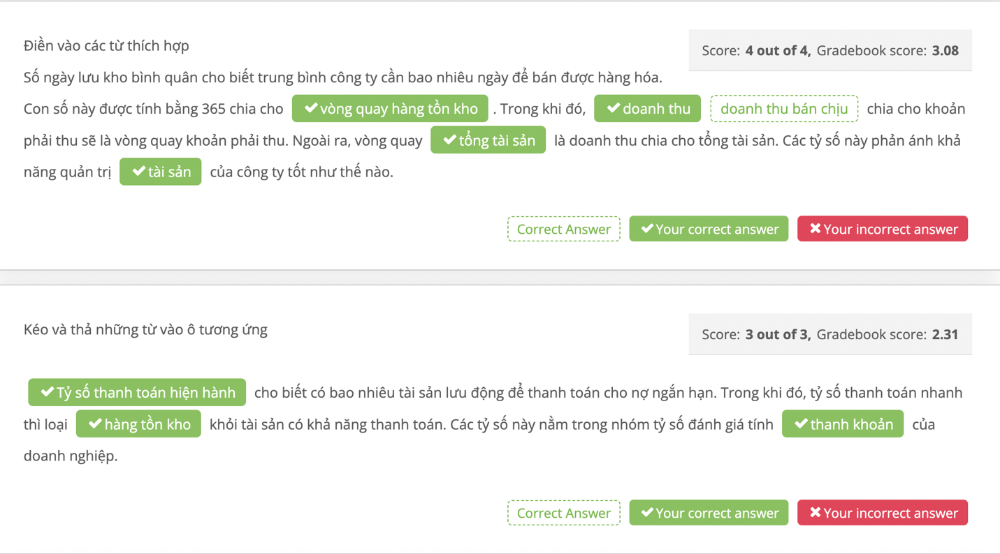 Điền vào các từ thích hợp
Score: 4 out of 4, Gradebook score: 3.08
Số ngày lưu kho bình quân cho biết trung bình công ty cần bao nhiêu ngày để bán được hàng hóa.
Con số này được tính bằng 365 chia cho ✔vòng quay hàng tồn kho . Trong khi đó, ✔doanh thu doanh thu bán chịu chia cho khoản
phải thu sẽ là vòng quay khoản phải thu. Ngoài ra, vòng quay ✔tổng tài sản là doanh thu chia cho tổng tài sản. Các tỷ số này phản ánh khả
năng quản trị ✔tài sản của công ty tốt như thế nào.
Correct Answer ✔Your correct answer ✖Your incorrect answer
Kéo và thả những từ vào ô tương ứng
Score: 3 out of 3, Gradebook score: 2.31
✔Tỷ số thanh toán hiện hành cho biết có bao nhiêu tài sản lưu động để thanh toán cho nợ ngắn hạn. Trong khi đó, tỷ số thanh toán nhanh
thì loại ✔hàng tồn kho khỏi tài sản có khả năng thanh toán. Các tỷ số này nằm trong nhóm tỷ số đánh giá tính ✔thanh khoản của
doanh nghiệp.
Correct Answer ✔Your correct answer ✖Your incorrect answer